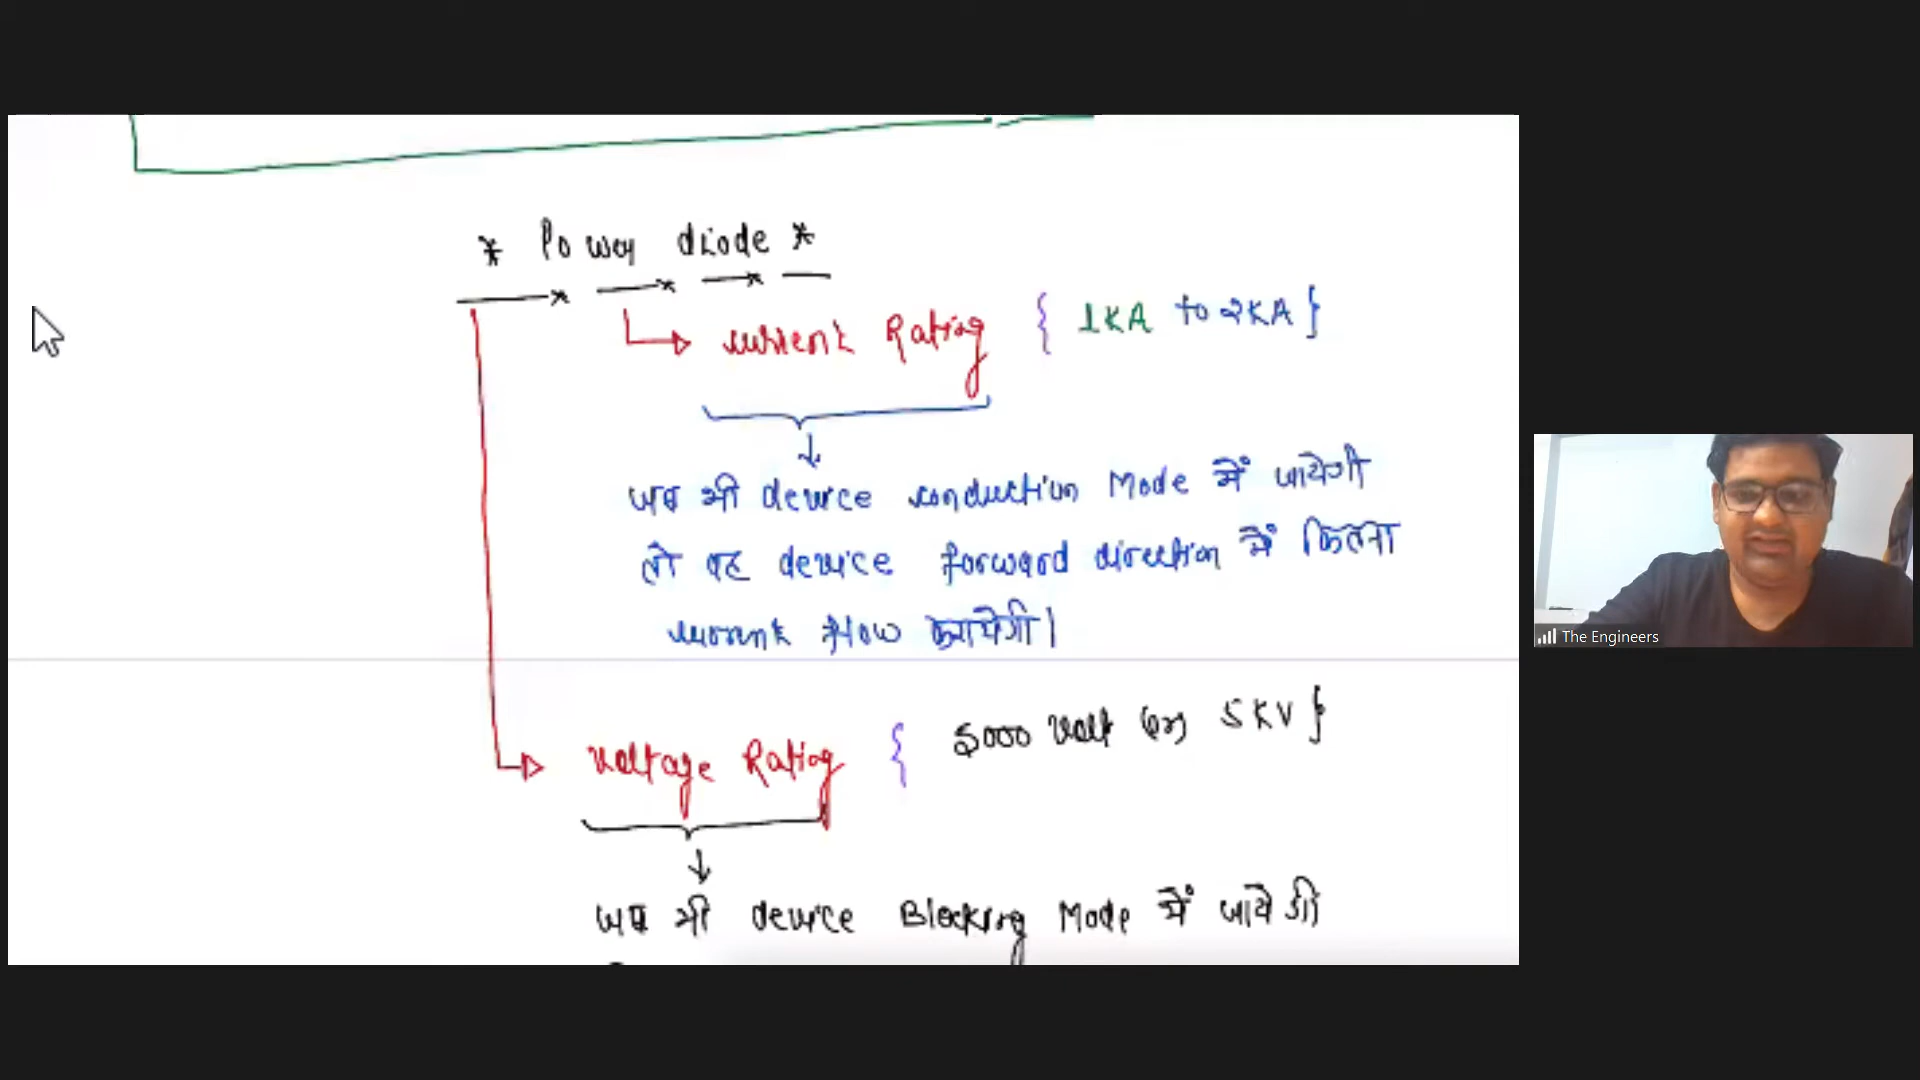 * Power diode *
current Rating { 1KA to 2KA }
जब भी device conduction Mode में जायेगी
तो वह device forward direction में कितना
current flow करायेगी।
The Engineers
voltage Rating { 5000 volt or 5KV }
जब भी device Blocking Mode में जायेगी